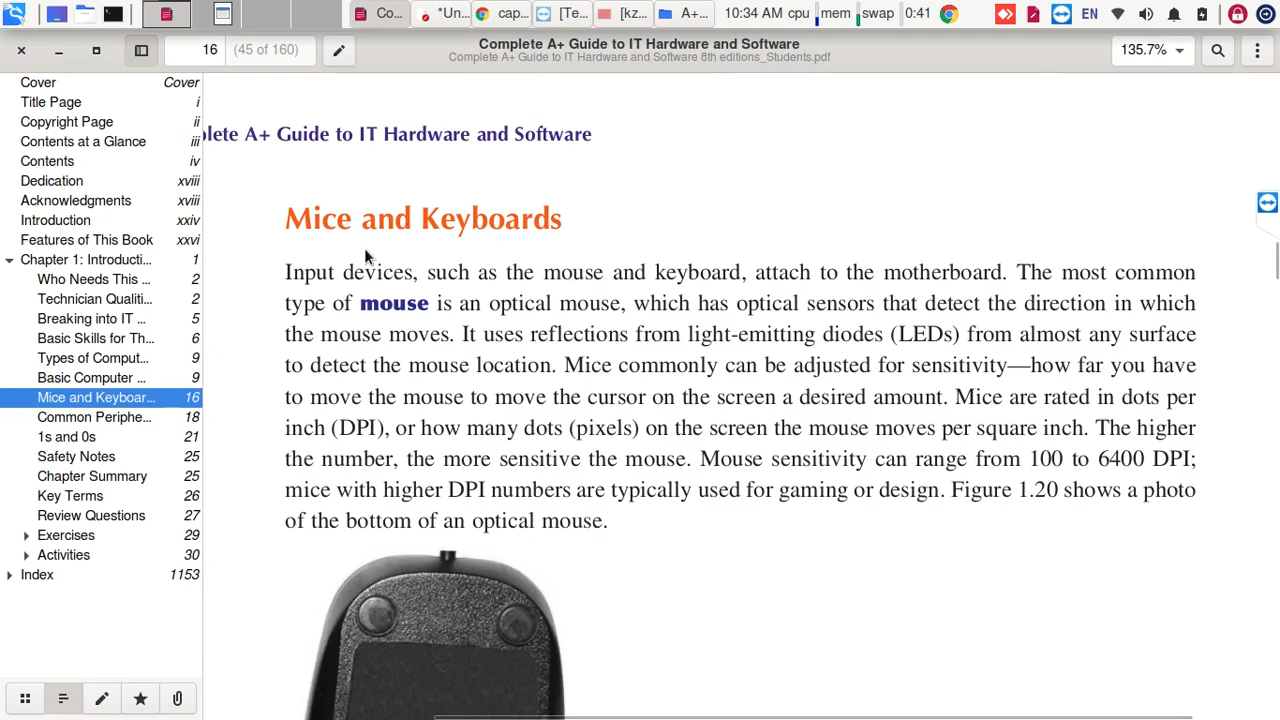 Co... *Un... cap... [Te... [kz... A+... 10:34 AM cpu mem swap 0:41 EN
16 (45 of 160) Complete A+ Guide to IT Hardware and Software 135.7%
Complete A+ Guide to IT Hardware and Software 8th editions_Students.pdf
Cover Cover
Title Page i
Copyright Page ii
Contents at a Glance iii
Contents iv
Dedication xviii
Acknowledgments xviii
Introduction xxiv
Features of This Book xxvi
Chapter 1: Introducti... 1
Who Needs This ... 2
Technician Qualiti... 2
Breaking into IT ... 5
Basic Skills for Th... 6
Types of Comput... 9
Basic Computer ... 9
Mice and Keyboar... 16
Common Periphe... 18
1s and 0s 21
Safety Notes 25
Chapter Summary 25
Key Terms 26
Review Questions 27
Exercises 29
Activities 30
Index 1153
plete A+ Guide to IT Hardware and Software
Mice and Keyboards
Input devices, such as the mouse and keyboard, attach to the motherboard. The most common
type of mouse is an optical mouse, which has optical sensors that detect the direction in which
the mouse moves. It uses reflections from light-emitting diodes (LEDs) from almost any surface
to detect the mouse location. Mice commonly can be adjusted for sensitivity—how far you have
to move the mouse to move the cursor on the screen a desired amount. Mice are rated in dots per
inch (DPI), or how many dots (pixels) on the screen the mouse moves per square inch. The higher
the number, the more sensitive the mouse. Mouse sensitivity can range from 100 to 6400 DPI;
mice with higher DPI numbers are typically used for gaming or design. Figure 1.20 shows a photo
of the bottom of an optical mouse.